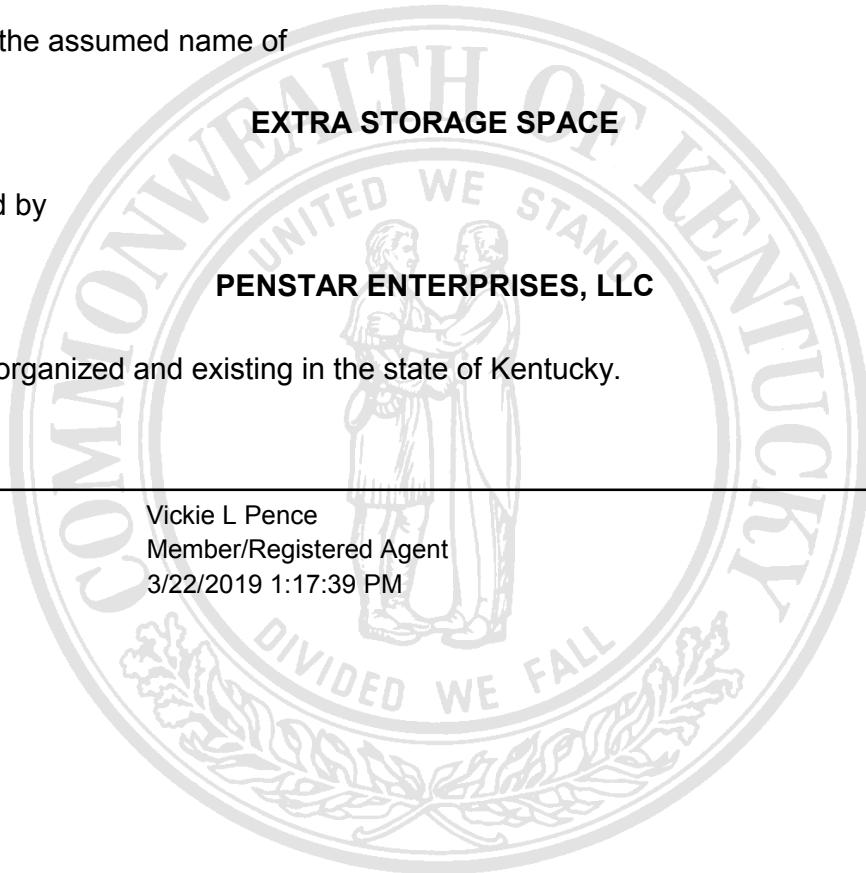 the assumed name of
EXTRA STORAGE SPACE
d by
PENSTAR ENTERPRISES, LLC
organized and existing in the state of Kentucky.
Vickie L Pence
Member/Registered Agent
3/22/2019 1:17:39 PM
COMMONWEALTH OF KENTUCKY
UNITED WE STAND
DIVIDED WE FALL